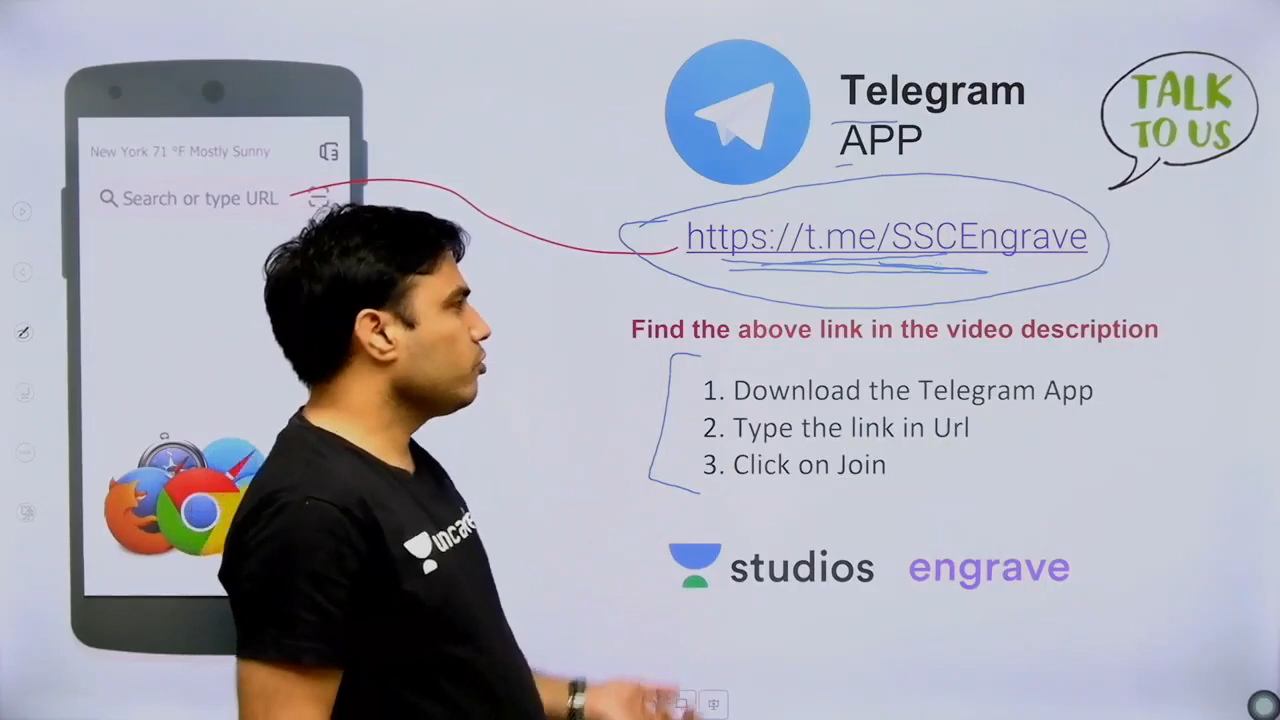 New York 71 °F Mostly Sunny
Search or type URL
Telegram
APP
TALK
TO US
https://t.me/SSCEngrave
Find the above link in the video description
1. Download the Telegram App
2. Type the link in Url
3. Click on Join
studios engrave